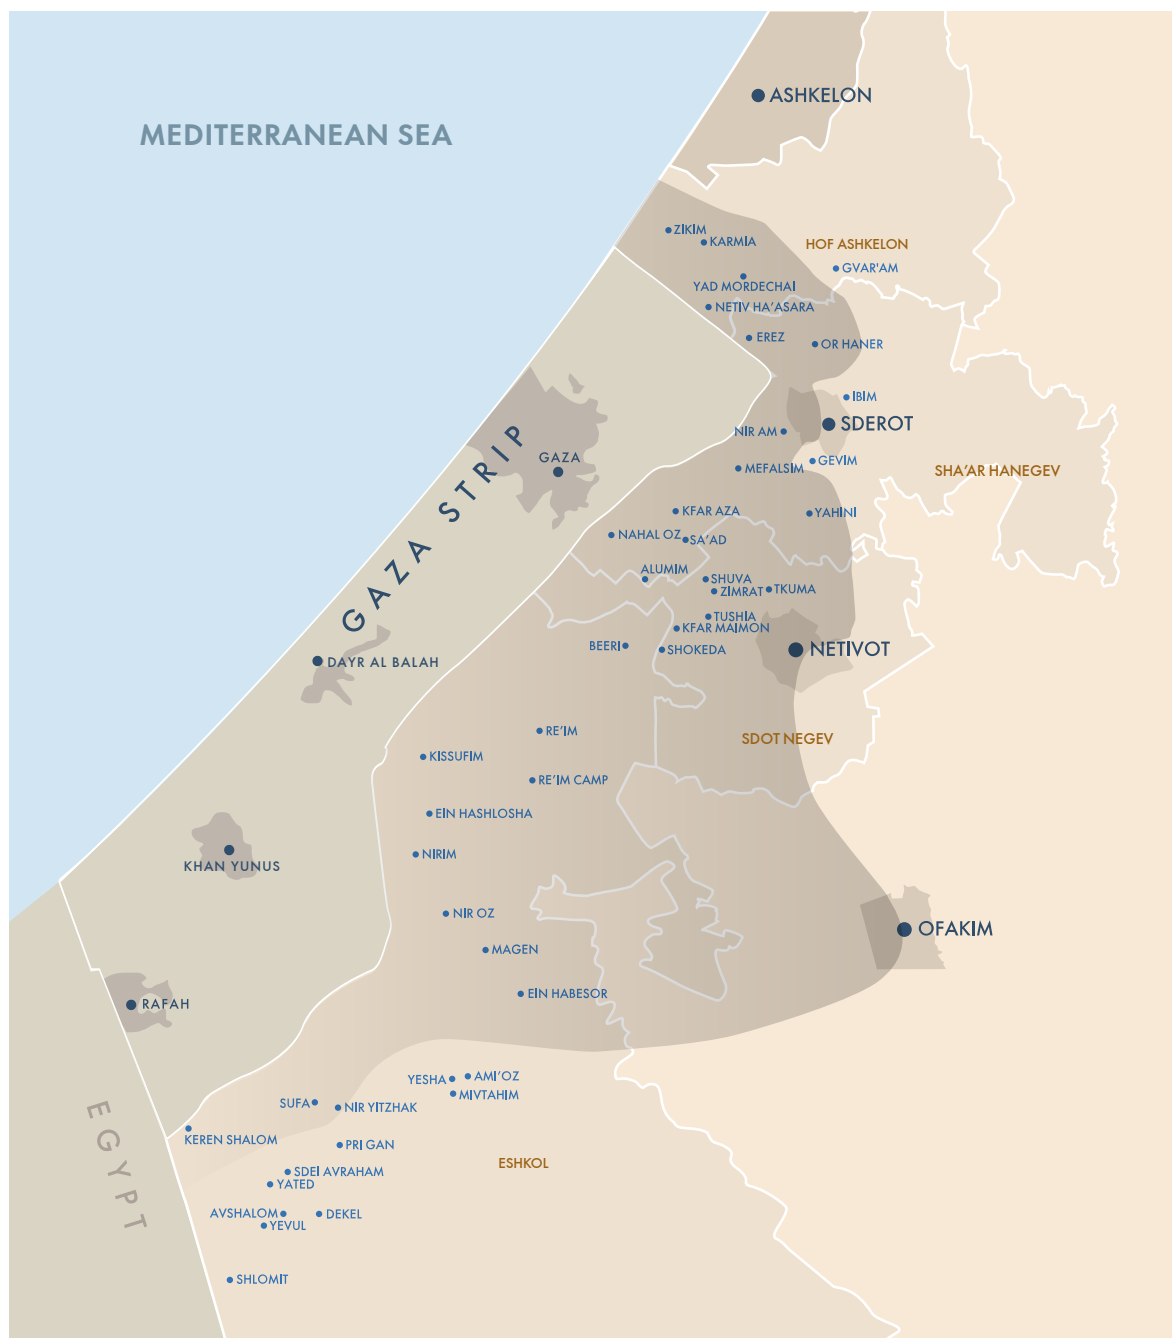 ASHKELON
MEDITERRANEAN SEA
ZIKIM
KARMIA
HOF ASHKELON
GVAR'AM
YAD MORDECHAI
NETIV HA'ASARA
EREZ
OR HANER
IBIM
SDEROT
NIR AM
GAZA
GEVIM
MEFALSIM
SHA'AR HANEGEV
GAZA STRIP
KFAR AZA
YAHINI
NAHAL OZ
SA'AD
ALUMIM
SHUVA
ZIMRAT
TKUMA
TUSHIA
KFAR MAIMON
BEERI
SHOKEDA
NETIVOT
DAYR AL BALAH
RE'IM
SDOT NEGEV
KISSUFIM
RE'IM CAMP
EIN HASHLOSHA
NIRIM
KHAN YUNUS
NIR OZ
OFAKIM
MAGEN
EIN HABESOR
RAFAH
YESHA
AMI'OZ
MIVTAHIM
SUFA
NIR YITZHAK
KEREN SHALOM
PRI GAN
ESHKOL
SDEI AVRAHAM
YATED
EGYPT
AVSHALOM
DEKEL
YEVUL
SHLOMIT